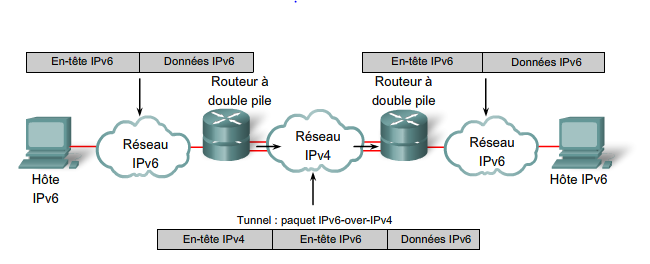 En-tête IPv6 Données IPv6 En-tête IPv6 Données IPv6
Routeur à
double pile
Routeur à
double pile
Réseau
IPv6
Réseau
IPv4
Réseau
IPv6
Hôte
IPv6
Hôte IPv6
Tunnel : paquet IPv6-over-IPv4
En-tête IPv4 En-tête IPv6 Données IPv6